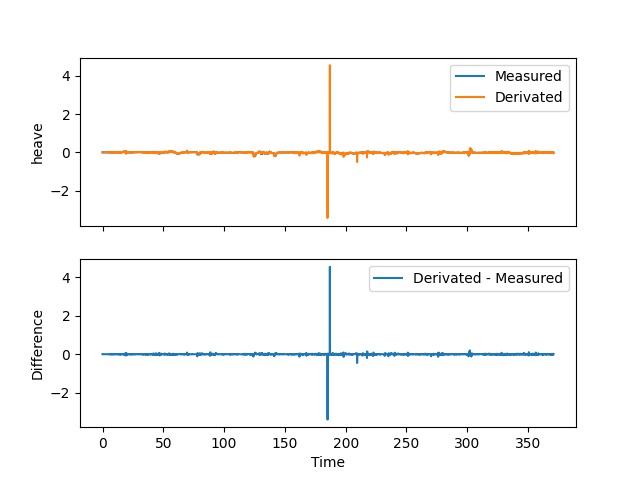 4
2
0
−2
heave
Measured
Derivated
4
2
0
−2
Difference
Derivated - Measured
0
50
100
150
200
250
300
350
Time